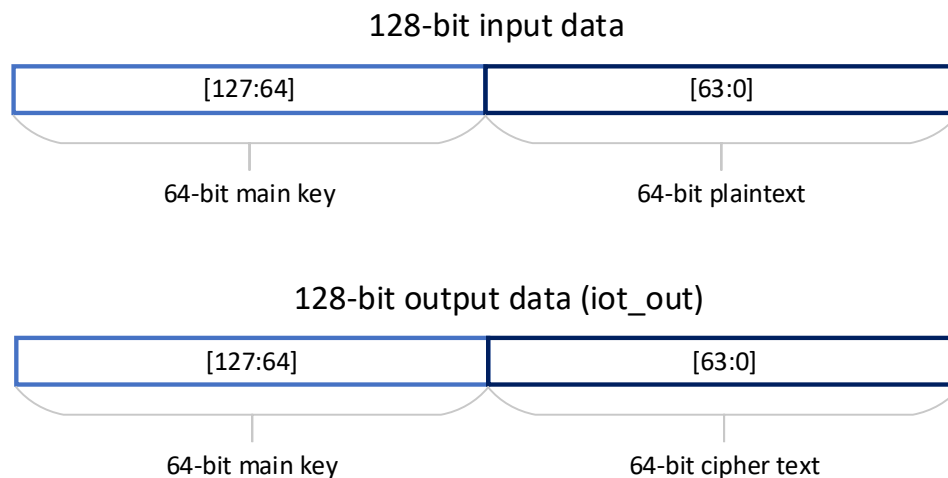 128-bit input data
[127:64] [63:0]
64-bit main key 64-bit plaintext
128-bit output data (iot_out)
[127:64] [63:0]
64-bit main key 64-bit cipher text